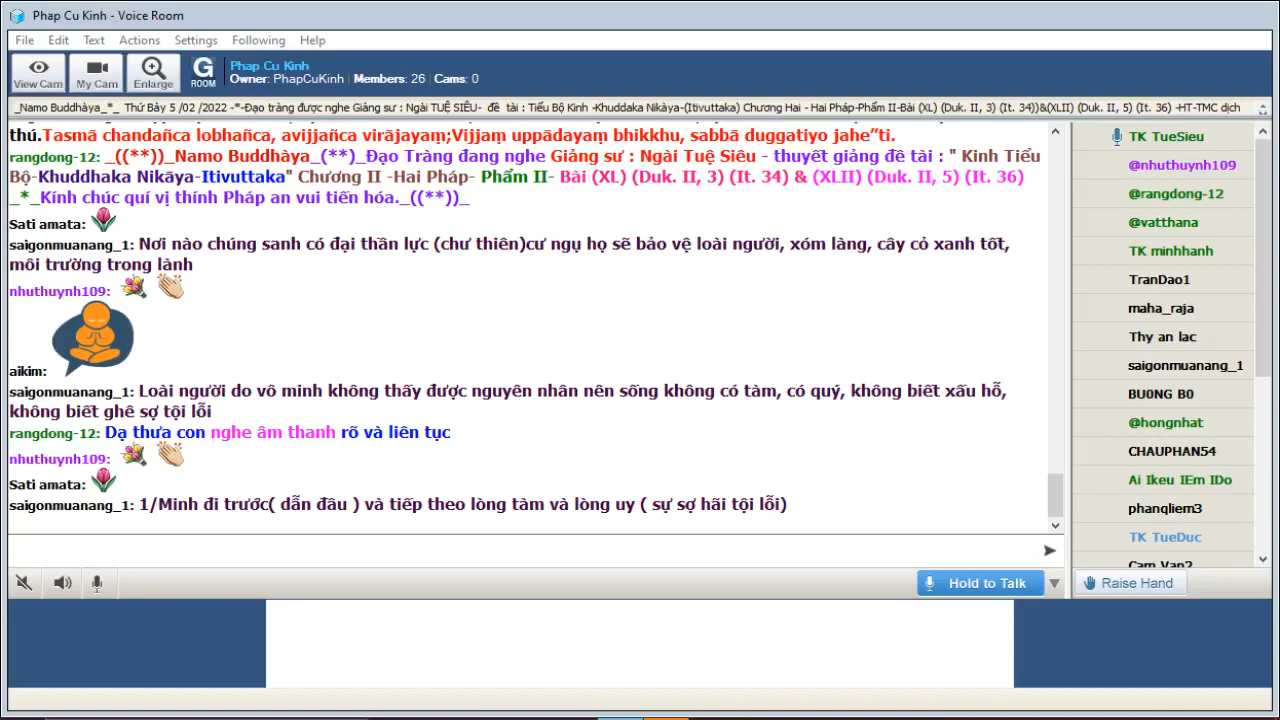 Phap Cu Kinh - Voice Room
File Edit Text Actions Settings Following Help
View Cam My Cam Enlarge G ROOM
Phap Cu Kinh
Owner: PhapCuKinh | Members: 26 | Cams: 0
_Namo Buddhàya_*_ Thứ Bảy 5 /02 /2022 -*-Đạo tràng được nghe Giảng sư : Ngài TUỆ SIÊU- đề tài : Tiểu Bộ Kinh -Khuddaka Nikàya-(Itivuttaka) Chương Hai - Hai Pháp-Phẩm II-Bài (XL) (Duk. II, 3) (It. 34))&(XLII) (Duk. II, 5) (It. 36) -HT-TMC dịch
thú.Tasmā chandañca lobhañca, avijjañca virājayaṃ;Vijjaṃ uppādayaṃ bhikkhu, sabbā duggatiyo jahe”ti.
rangdong-12: _((**))_Namo Buddhàya_(**)_Đạo Tràng đang nghe Giảng sư : Ngài Tuệ Siêu - thuyết giảng đề tài : " Kinh Tiểu
Bộ-Khuddhaka Nikāya-Itivuttaka" Chương II -Hai Pháp- Phẩm II- Bài (XL) (Duk. II, 3) (It. 34) & (XLII) (Duk. II, 5) (It. 36)
_*_Kính chúc quí vị thính Pháp an vui tiến hóa._((**))_
Sati amata:
saigonmuanang_1: Nơi nào chúng sanh có đại thần lực (chư thiên)cư ngụ họ sẽ bảo vệ loài người, xóm làng, cây cỏ xanh tốt,
môi trường trong lành
nhuthuynh109:
aikim:
saigonmuanang_1: Loài người do vô minh không thấy được nguyên nhân nên sống không có tàm, có quý, không biết xấu hỗ,
không biết ghê sợ tội lỗi
rangdong-12: Dạ thưa con nghe âm thanh rõ và liên tục
nhuthuynh109:
Sati amata:
saigonmuanang_1: 1/Minh đi trước( dẫn đầu ) và tiếp theo lòng tàm và lòng uy ( sự sợ hãi tội lỗi)
Hold to Talk
TK TueSieu
@nhuthuynh109
@rangdong-12
@vatthana
TK minhhanh
TranDao1
maha_raja
Thy an lac
saigonmuanang_1
BU0NG B0
@hongnhat
CHAUPHAN54
Ai Ikeu IEm IDo
phanqliem3
TK TueDuc
Cam Van2
Raise Hand